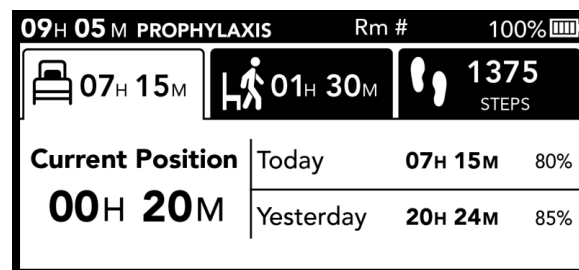 09H 05M PROPHYLAXIS Rm # 100%
07H 15M 01H 30M 1375
STEPS
Current Position Today 07H 15M 80%
00H 20M Yesterday 20H 24M 85%